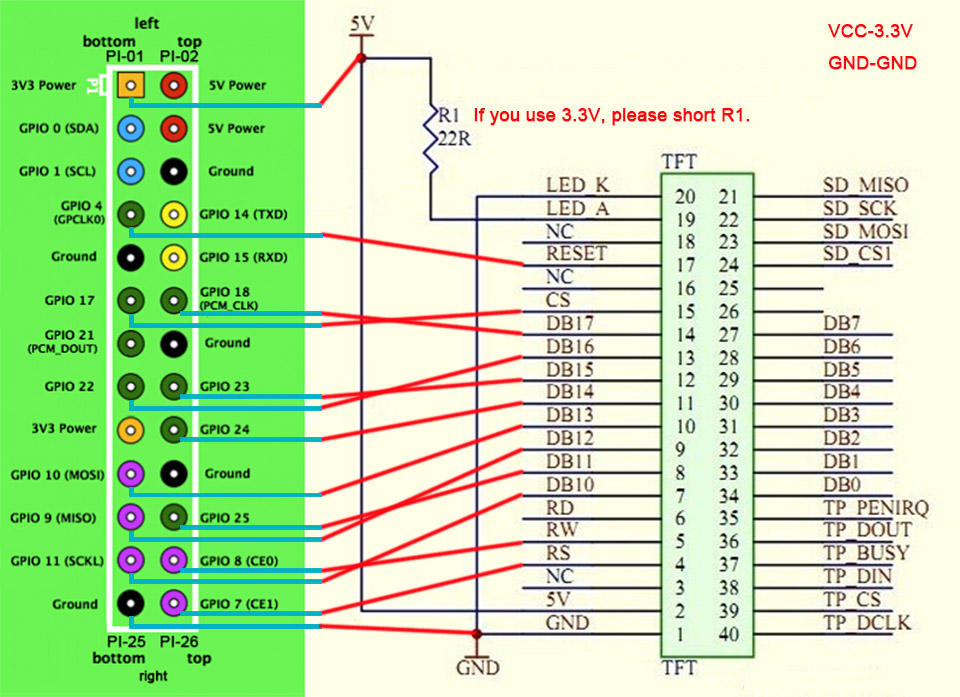 left
bottom top
PI-01 PI-02
3V3 Power P1 5V Power
GPIO 0 (SDA) 5V Power
GPIO 1 (SCL) Ground
GPIO 4
(GPCLK0) GPIO 14 (TXD)
Ground GPIO 15 (RXD)
GPIO 17 GPIO 18
(PCM_CLK)
GPIO 21
(PCM_DOUT) Ground
GPIO 22 GPIO 23
3V3 Power GPIO 24
GPIO 10 (MOSI) Ground
GPIO 9 (MISO) GPIO 25
GPIO 11 (SCKL) GPIO 8 (CE0)
Ground GPIO 7 (CE1)
PI-25 PI-26
bottom top
right
5V
VCC-3.3V
GND-GND
R1
22R
If you use 3.3V, please short R1.
TFT
LED_K 20 21 SD_MISO
LED_A 19 22 SD_SCK
NC 18 23 SD_MOSI
RESET 17 24 SD_CS1
NC 16 25
CS 15 26
DB17 14 27 DB7
DB16 13 28 DB6
DB15 12 29 DB5
DB14 11 30 DB4
DB13 10 31 DB3
DB12 9 32 DB2
DB11 8 33 DB1
DB10 7 34 DB0
RD 6 35 TP_PENIRQ
RW 5 36 TP_DOUT
RS 4 37 TP_BUSY
NC 3 38 TP_DIN
5V 2 39 TP_CS
GND 1 40 TP_DCLK
GND
TFT